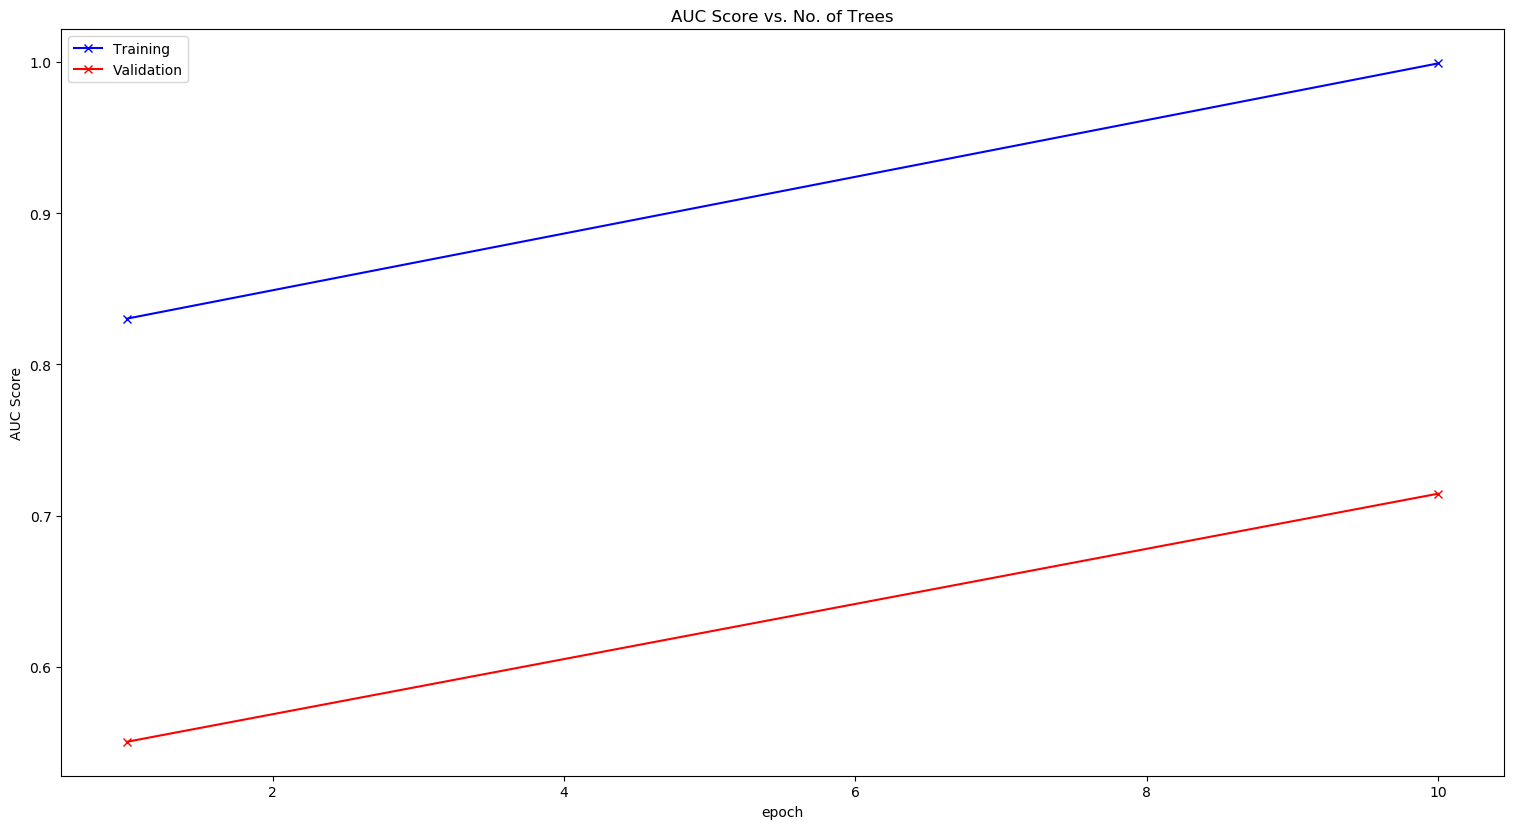 AUC Score vs. No. of Trees
Training
Validation
1.0
0.9
0.8
0.7
0.6
AUC Score
2 4 6 8 10
epoch